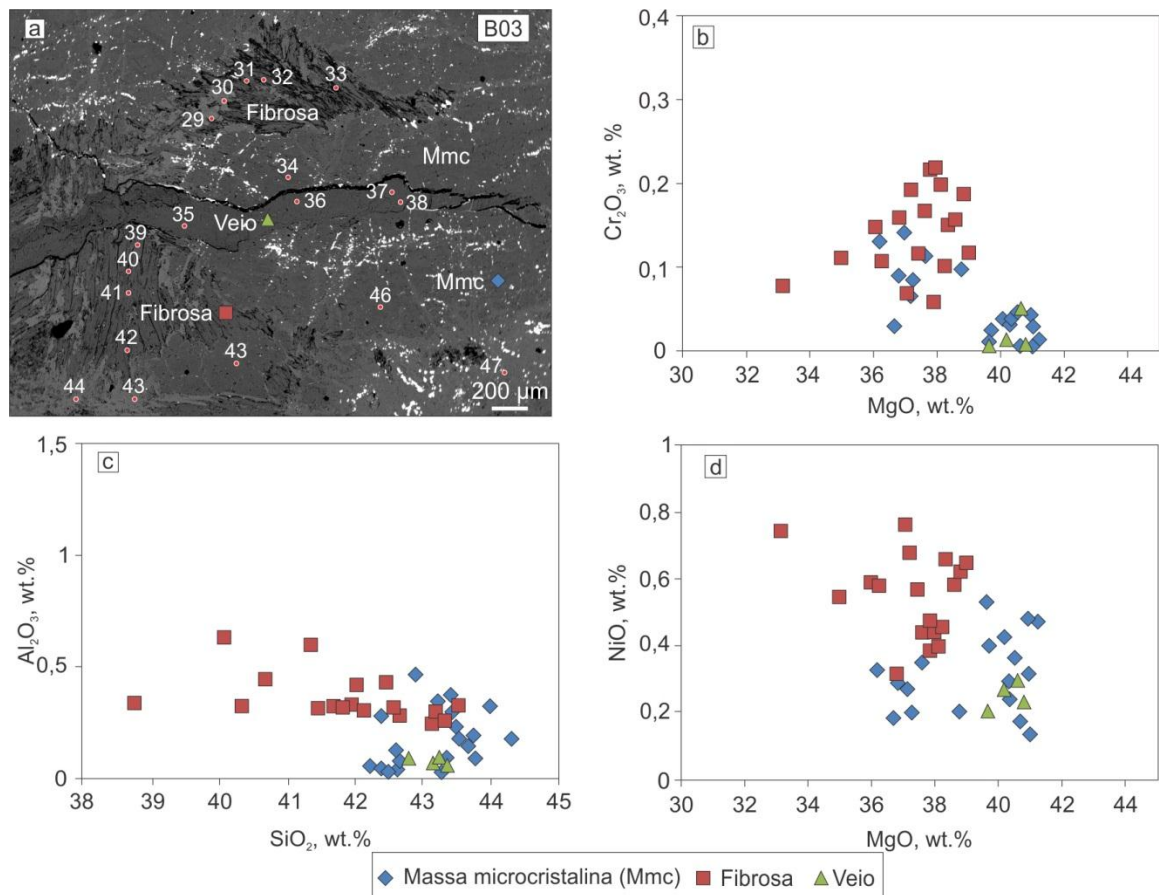 a
B03
31
32
33
30
29
Fibrosa
Mmc
34
37
36
38
35
Veio
39
40
Mmc
41
46
Fibrosa
42
43
47
44
43
200 µm
b
0,4
0,3
0,2
0,1
0
Cr₂O₃, wt. %
30 32 34 36 38 40 42 44
MgO, wt.%
c
1,5
1
0,5
0
Al₂O₃, wt.%
38 39 40 41 42 43 44 45
SiO₂, wt.%
d
1
0,8
0,6
0,4
0,2
0
NiO, wt.%
30 32 34 36 38 40 42 44
MgO, wt.%
Massa microcristalina (Mmc) Fibrosa Veio